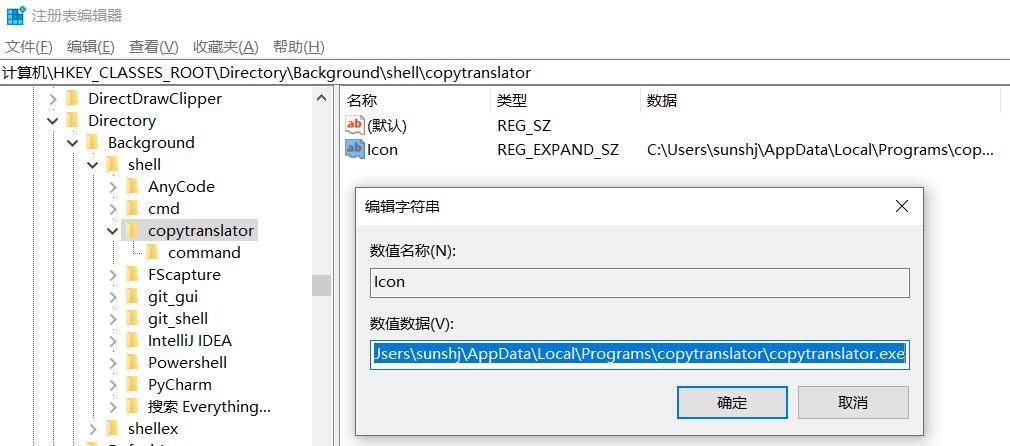 注册表编辑器
文件(F) 编辑(E) 查看(V) 收藏夹(A) 帮助(H)
计算机\HKEY_CLASSES_ROOT\Directory\Background\shell\copytranslator
DirectDrawClipper
Directory
Background
shell
AnyCode
cmd
copytranslator
command
FScapture
git_gui
git_shell
IntelliJ IDEA
Powershell
PyCharm
搜索 Everything...
shellex
名称 类型 数据
ab (默认) REG_SZ
ab Icon REG_EXPAND_SZ C:\Users\sunshj\AppData\Local\Programs\cop...
编辑字符串
数值名称(N):
Icon
数值数据(V):
Users\sunshj\AppData\Local\Programs\copytranslator\copytranslator.exe
确定 取消